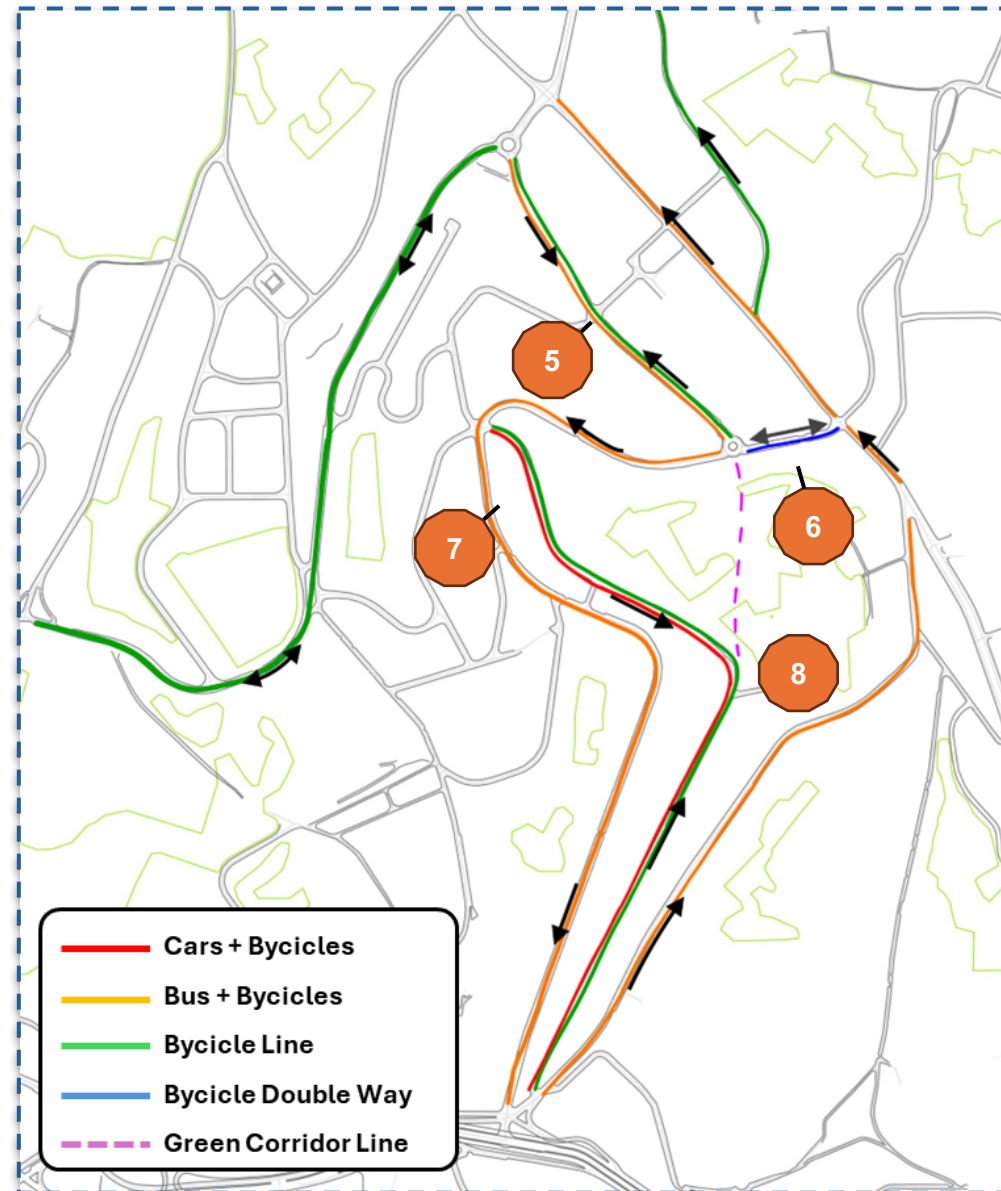 5
6
7
8
Cars + Bycicles
Bus + Bycicles
Bycicle Line
Bycicle Double Way
Green Corridor Line